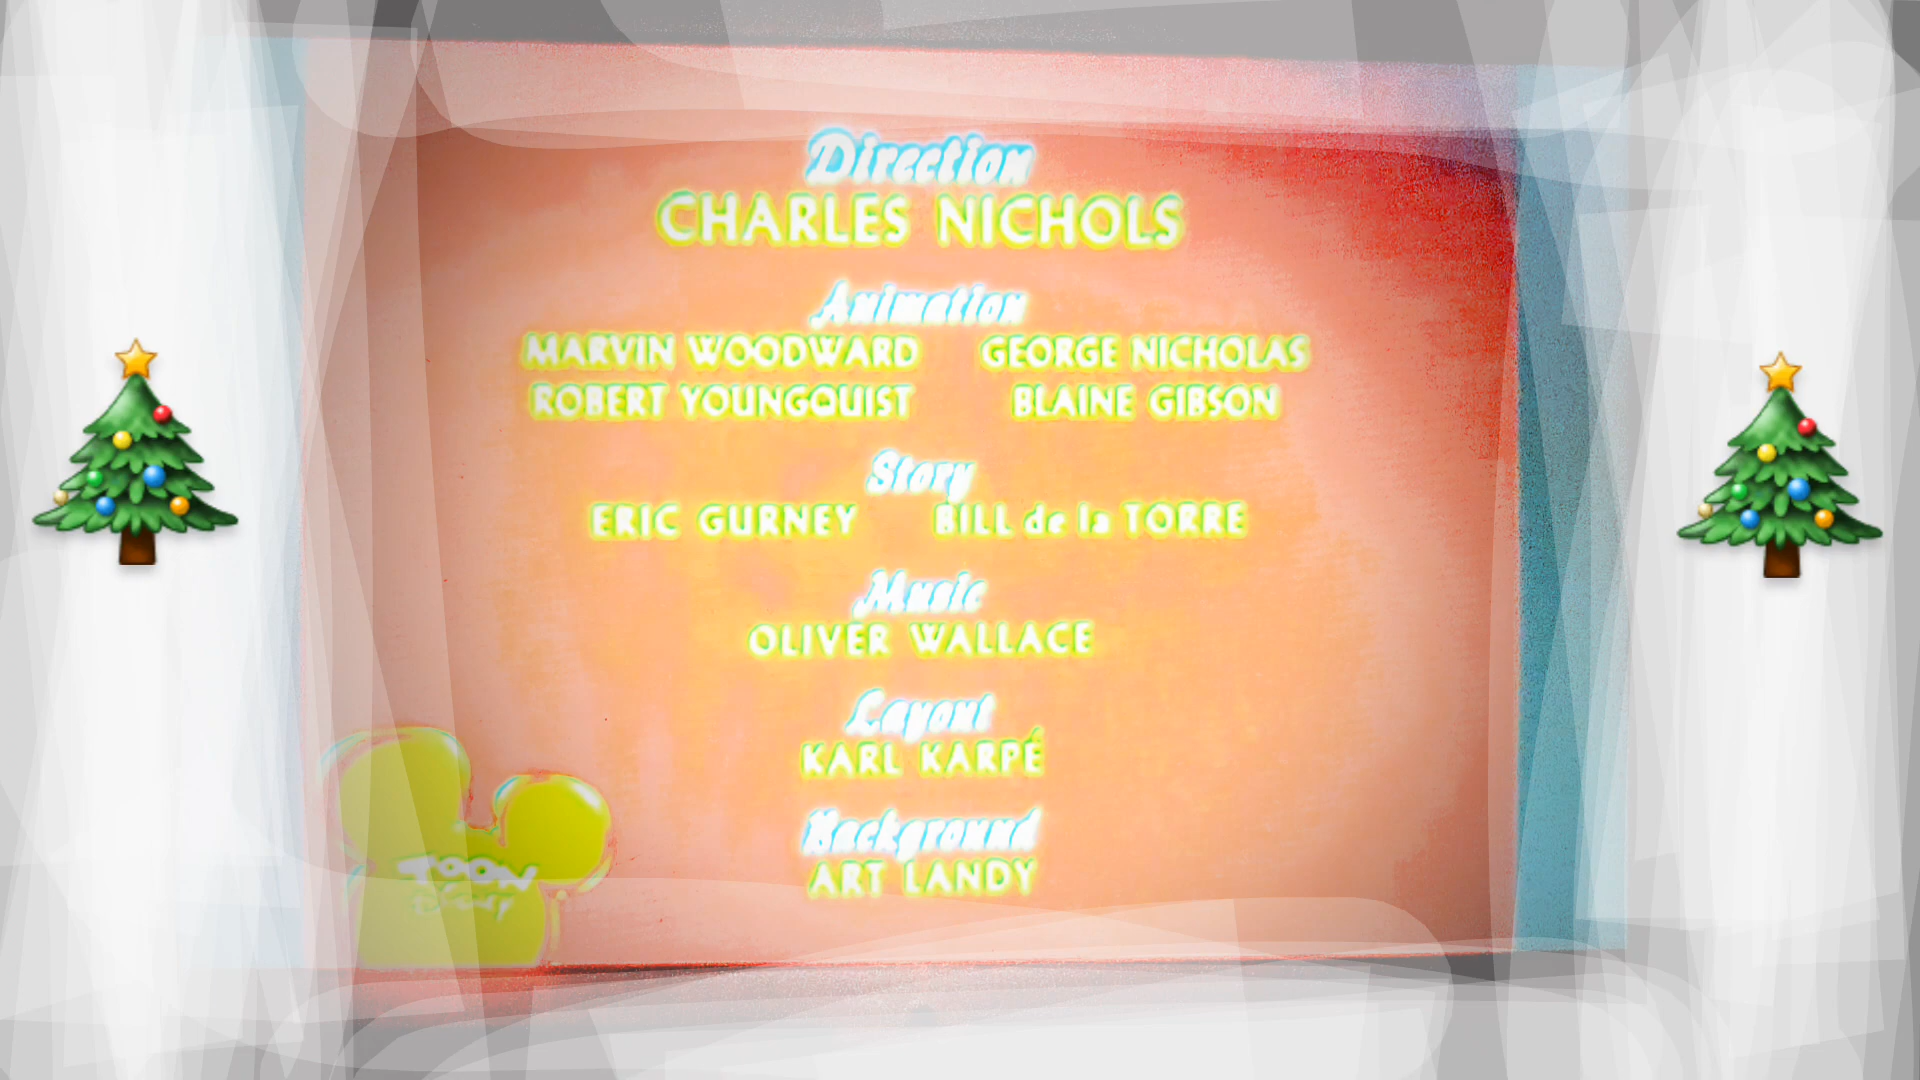 Direction
CHARLES NICHOLS
Animation
MARVIN WOODWARD GEORGE NICHOLAS
ROBERT YOUNGQUIST BLAINE GIBSON
Story
ERIC GURNEY BILL de la TORRE
Music
OLIVER WALLACE
Layout
KARL KARPÉ
Background
ART LANDY
TOON
Disney